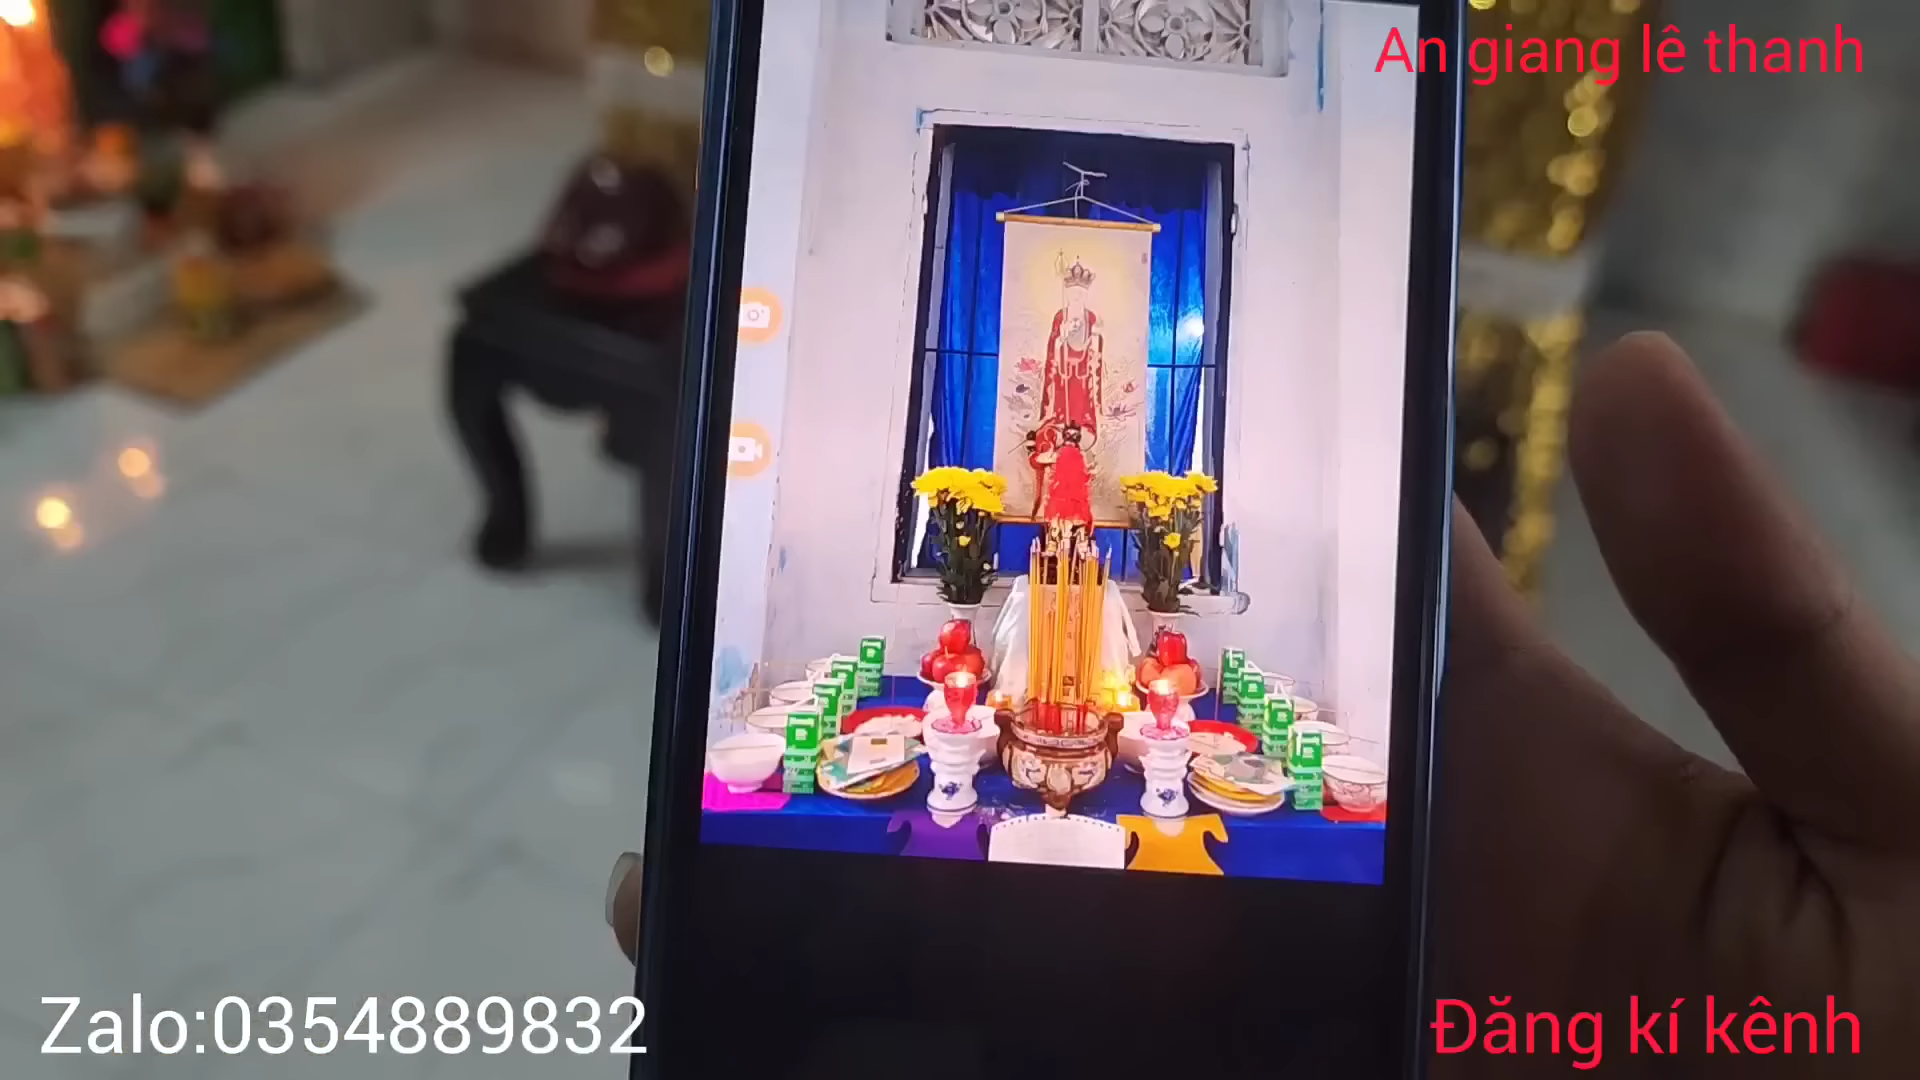 An giang lê thanh
Zalo:0354889832
Đăng kí kênh